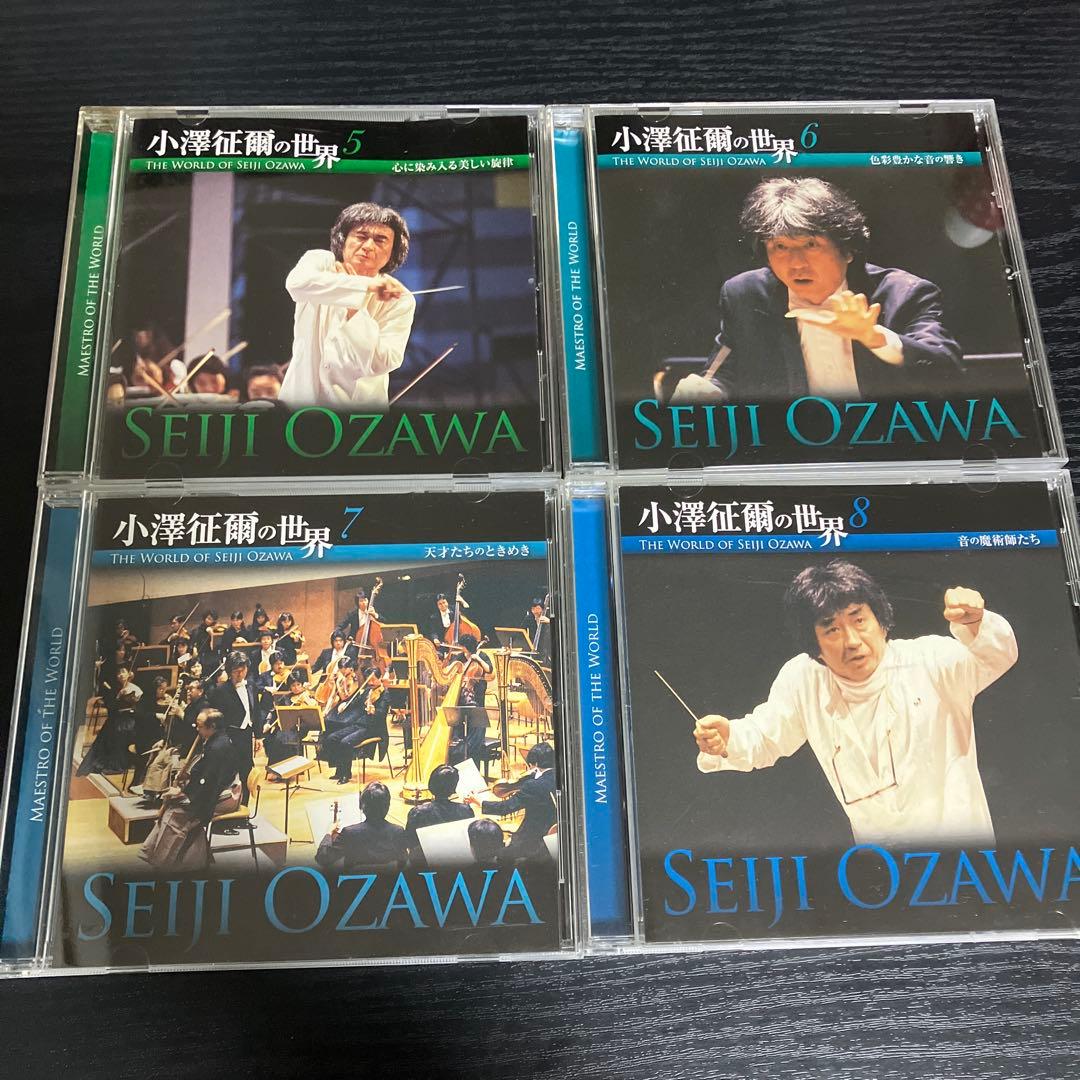 小澤征爾の世界 5
THE WORLD OF SEIJI OZAWA
心に染み入る美しい旋律
MAESTRO OF THE WORLD
SEIJI OZAWA
小澤征爾の世界 6
THE WORLD OF SEIJI OZAWA
色彩豊かな音の響き
MAESTRO OF THE WORLD
SEIJI OZAWA
小澤征爾の世界 7
THE WORLD OF SEIJI OZAWA
天才たちのときめき
MAESTRO OF THE WORLD
SEIJI OZAWA
小澤征爾の世界 8
THE WORLD OF SEIJI OZAWA
音の魔術師たち
MAESTRO OF THE WORLD
SEIJI OZAWA